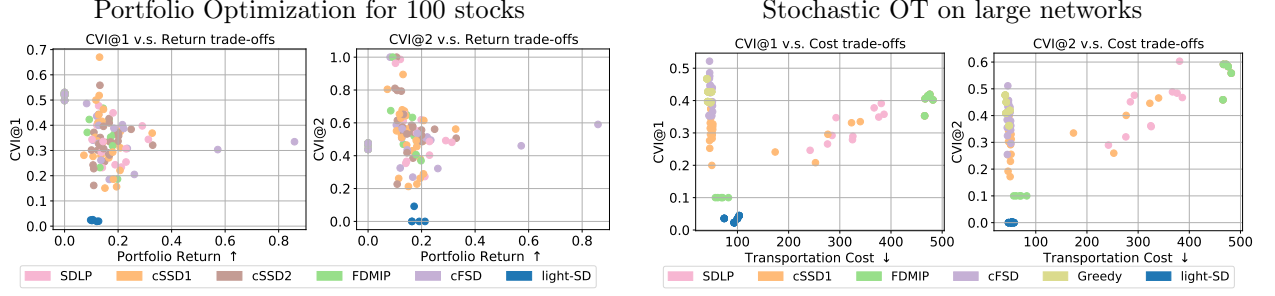 Portfolio Optimization for 100 stocks
Stochastic OT on large networks
CVI@1 v.s. Return trade-offs
CVI@1
0.7
0.6
0.5
0.4
0.3
0.2
0.1
0.0
0.0 0.2 0.4 0.6 0.8
Portfolio Return ↑
CVI@2 v.s. Return trade-offs
CVI@2
1.0
0.8
0.6
0.4
0.2
0.0
0.0 0.2 0.4 0.6 0.8
Portfolio Return ↑
SDLP cSSD1 cSSD2 FDMIP cFSD light-SD
CVI@1 v.s. Cost trade-offs
CVI@1
0.5
0.4
0.3
0.2
0.1
0.0
100 200 300 400 500
Transportation Cost ↓
CVI@2 v.s. Cost trade-offs
CVI@2
0.6
0.5
0.4
0.3
0.2
0.1
0.0
100 200 300 400 500
Transportation Cost ↓
SDLP cSSD1 FDMIP cFSD Greedy light-SD